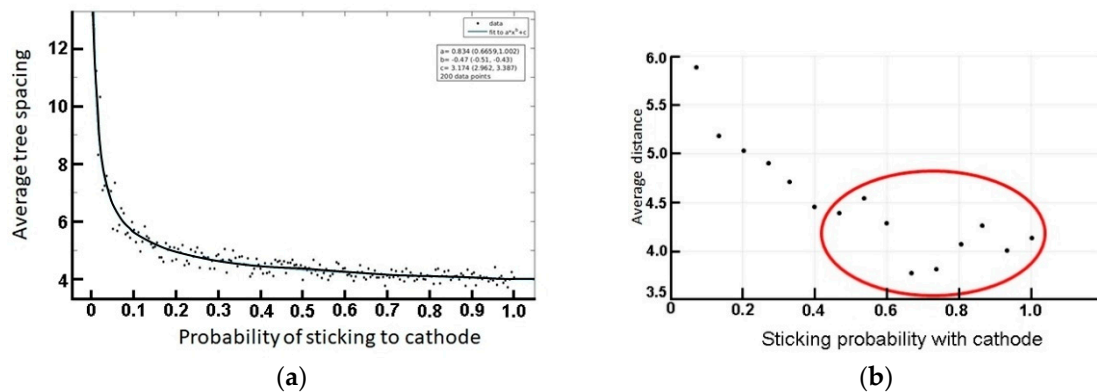 data
fit to a*x^b+c
a= 0.834 (0.6659,1.002)
b= -0.47 (-0.51, -0.43)
c= 3.174 (2.962, 3.387)
200 data points
Average tree spacing
12
10
8
6
4
0 0.1 0.2 0.3 0.4 0.5 0.6 0.7 0.8 0.9 1.0
Probability of sticking to cathode
(a)
Average distance
6.0
5.5
5.0
4.5
4.0
3.5
0 0.2 0.4 0.6 0.8 1.0
Sticking probability with cathode
(b)